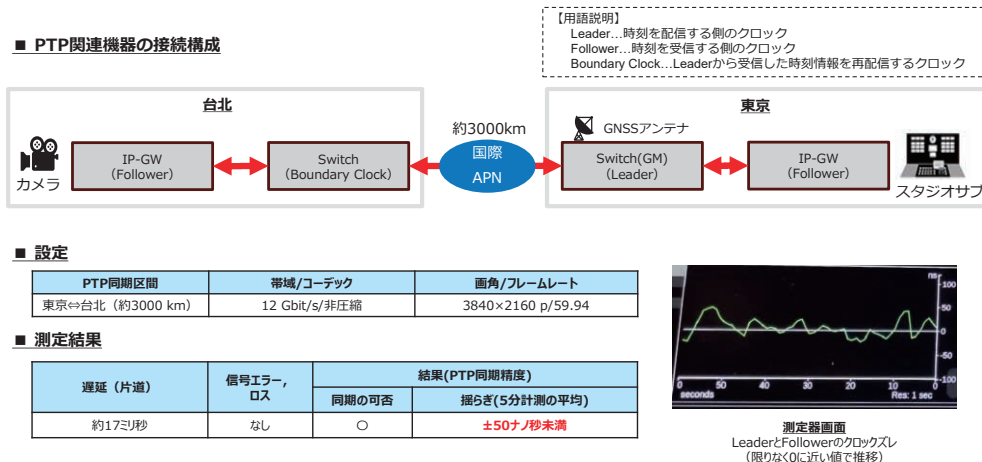 【用語説明】
Leader…時刻を配信する側のクロック
Follower…時刻を受信する側のクロック
Boundary Clock…Leaderから受信した時刻情報を再配信するクロック
■ PTP関連機器の接続構成
台北
カメラ
IP-GW
(Follower)
Switch
(Boundary Clock)
約3000km
国際
APN
東京
GNSSアンテナ
Switch(GM)
(Leader)
IP-GW
(Follower)
スタジオサブ
■ 設定
PTP同期区間 帯域/コーデック 画角/フレームレート
東京⇔台北（約3000 km） 12 Gbit/s/非圧縮 3840×2160 p/59.94
■ 測定結果
遅延（片道） 信号エラー, ロス 結果(PTP同期精度)
同期の可否 揺らぎ(5分計測の平均)
約17ミリ秒 なし 〇 ±50ナノ秒未満
ns
100
50
0
-50
-100
0 50 40 30 20 10 0
seconds Res: 1 sec
測定器画面
LeaderとFollowerのクロックズレ
（限りなく0に近い値で推移）